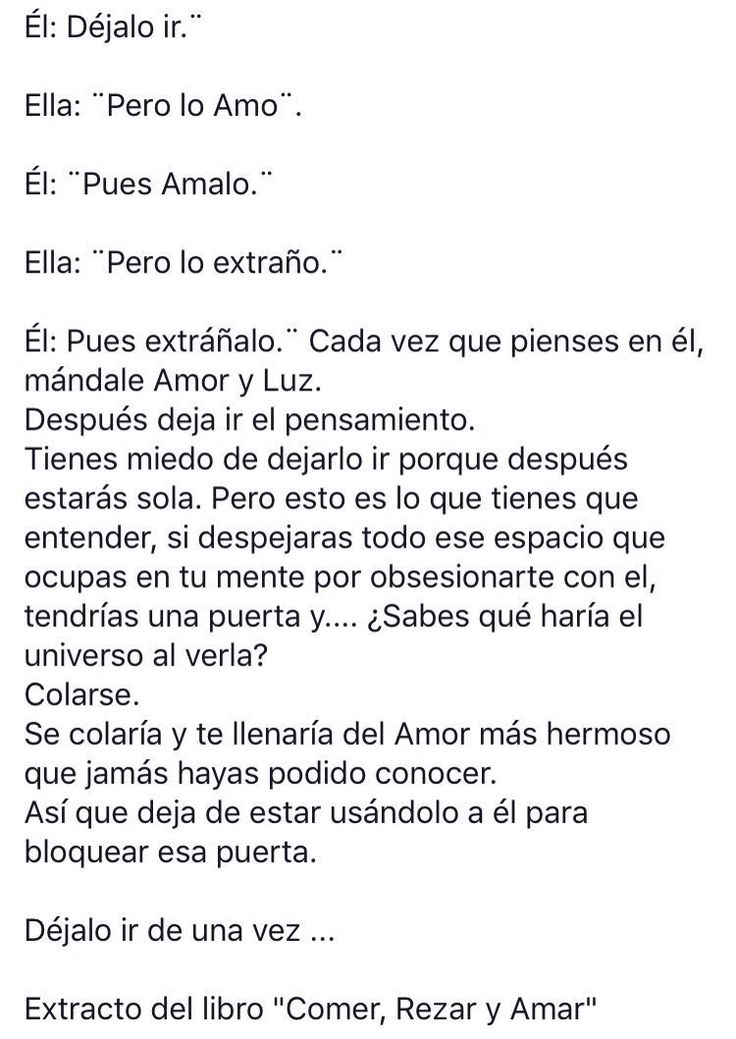 Él: Déjalo ir.¨
Ella: ¨Pero lo Amo¨.
Él: ¨Pues Amalo.¨
Ella: ¨Pero lo extraño.¨
Él: Pues extráñalo.¨ Cada vez que pienses en él,
mándale Amor y Luz.
Después deja ir el pensamiento.
Tienes miedo de dejarlo ir porque después
estarás sola. Pero esto es lo que tienes que
entender, si despejaras todo ese espacio que
ocupas en tu mente por obsesionarte con el,
tendrías una puerta y.... ¿Sabes qué haría el
universo al verla?
Colarse.
Se colaría y te llenaría del Amor más hermoso
que jamás hayas podido conocer.
Así que deja de estar usándolo a él para
bloquear esa puerta.
Déjalo ir de una vez ...
Extracto del libro "Comer, Rezar y Amar"